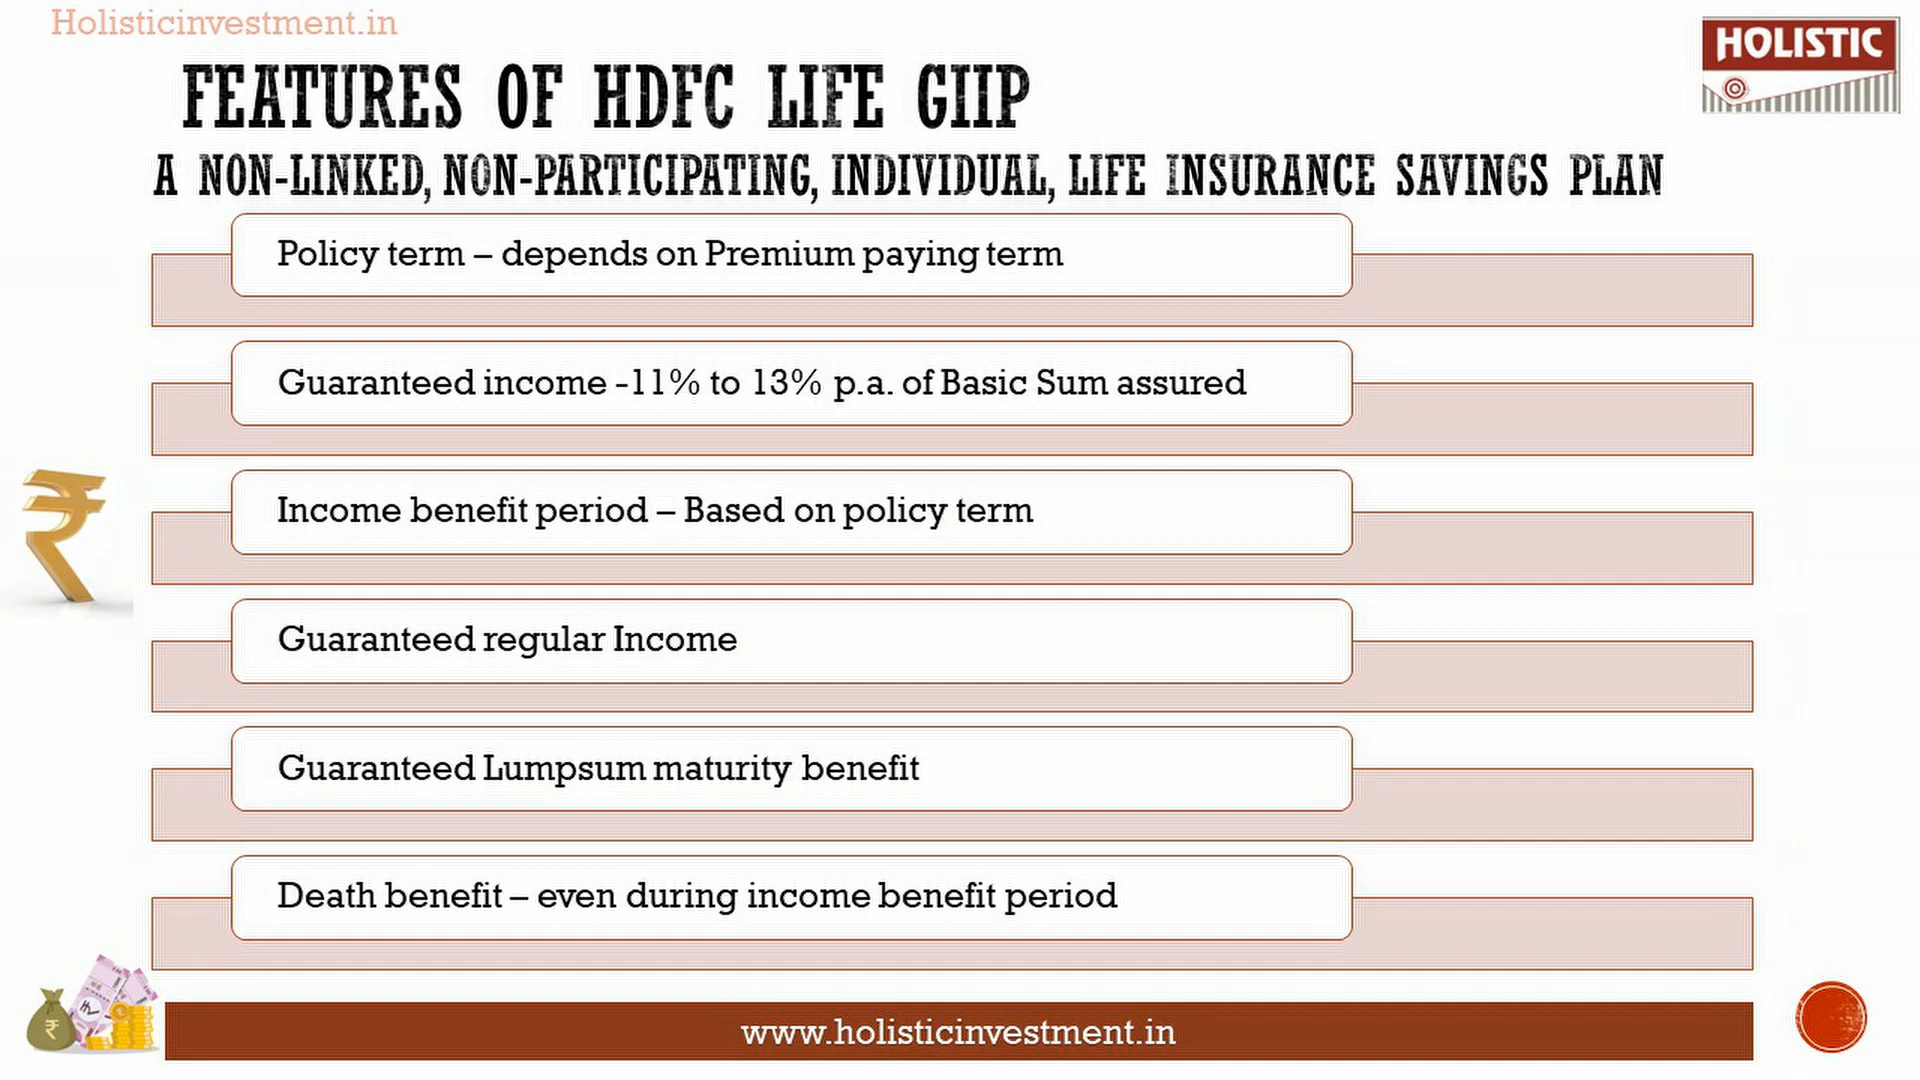 Holisticinvestment.in
HOLISTIC
FEATURES OF HDFC LIFE GIIP
A NON-LINKED, NON-PARTICIPATING, INDIVIDUAL, LIFE INSURANCE SAVINGS PLAN
Policy term – depends on Premium paying term
Guaranteed income -11% to 13% p.a. of Basic Sum assured
Income benefit period – Based on policy term
Guaranteed regular Income
Guaranteed Lumpsum maturity benefit
Death benefit – even during income benefit period
www.holisticinvestment.in